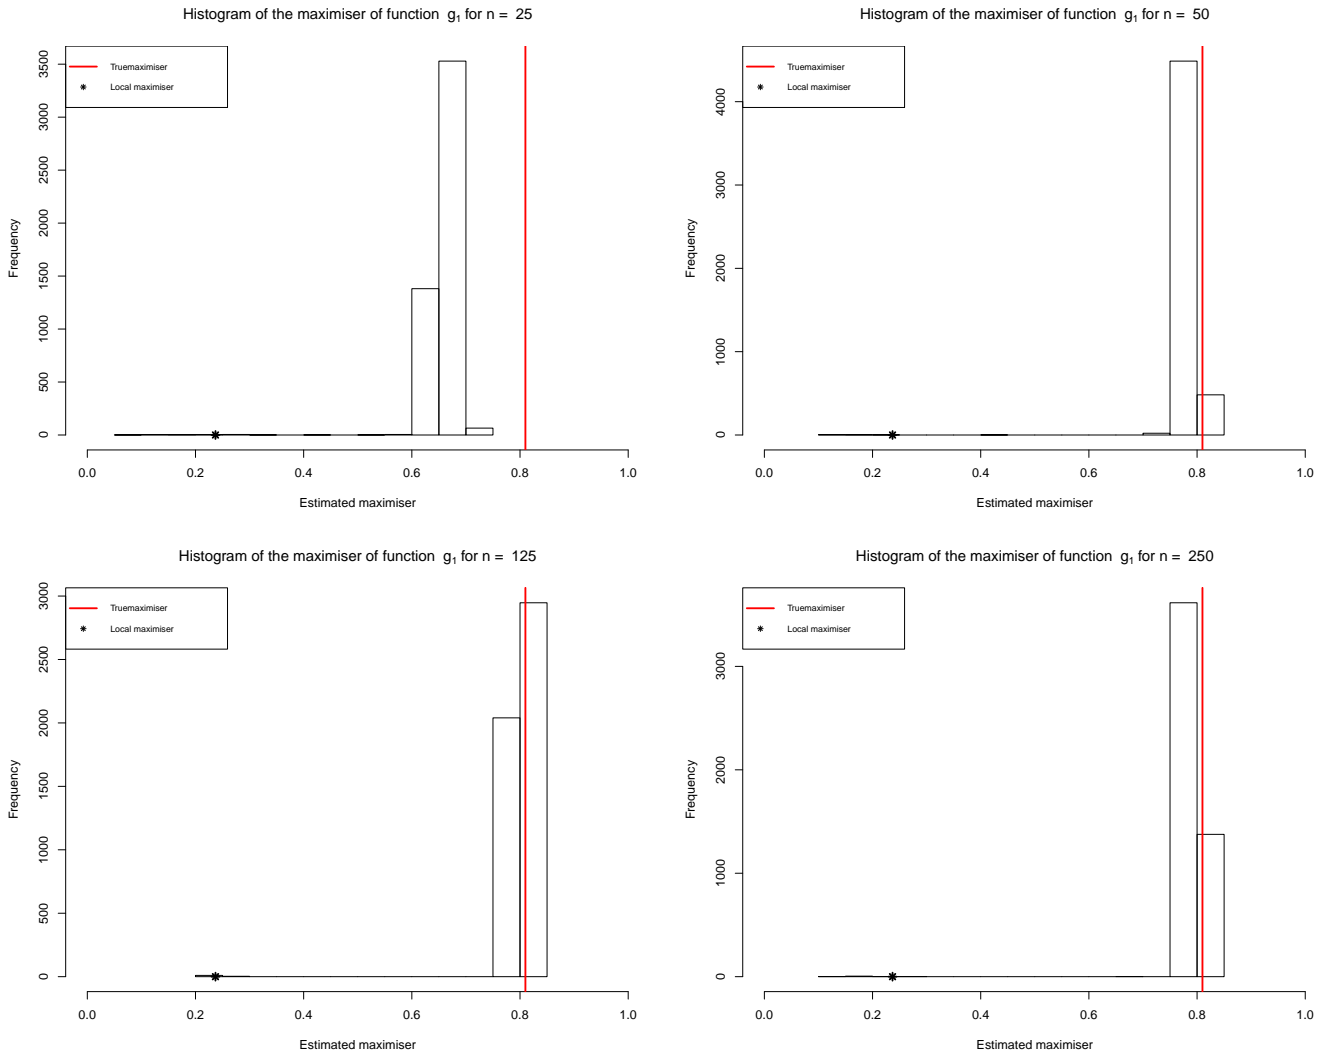 Histogram of the maximiser of function g1 for n = 25
Truemaximiser
Local maximiser
Frequency
3500
3000
2500
2000
1500
1000
500
0
0.0 0.2 0.4 0.6 0.8 1.0
Estimated maximiser
Histogram of the maximiser of function g1 for n = 50
Truemaximiser
Local maximiser
Frequency
4000
3000
2000
1000
0
0.0 0.2 0.4 0.6 0.8 1.0
Estimated maximiser
Histogram of the maximiser of function g1 for n = 125
Truemaximiser
Local maximiser
Frequency
3000
2500
2000
1500
1000
500
0
0.0 0.2 0.4 0.6 0.8 1.0
Estimated maximiser
Histogram of the maximiser of function g1 for n = 250
Truemaximiser
Local maximiser
Frequency
3000
2000
1000
0
0.0 0.2 0.4 0.6 0.8 1.0
Estimated maximiser